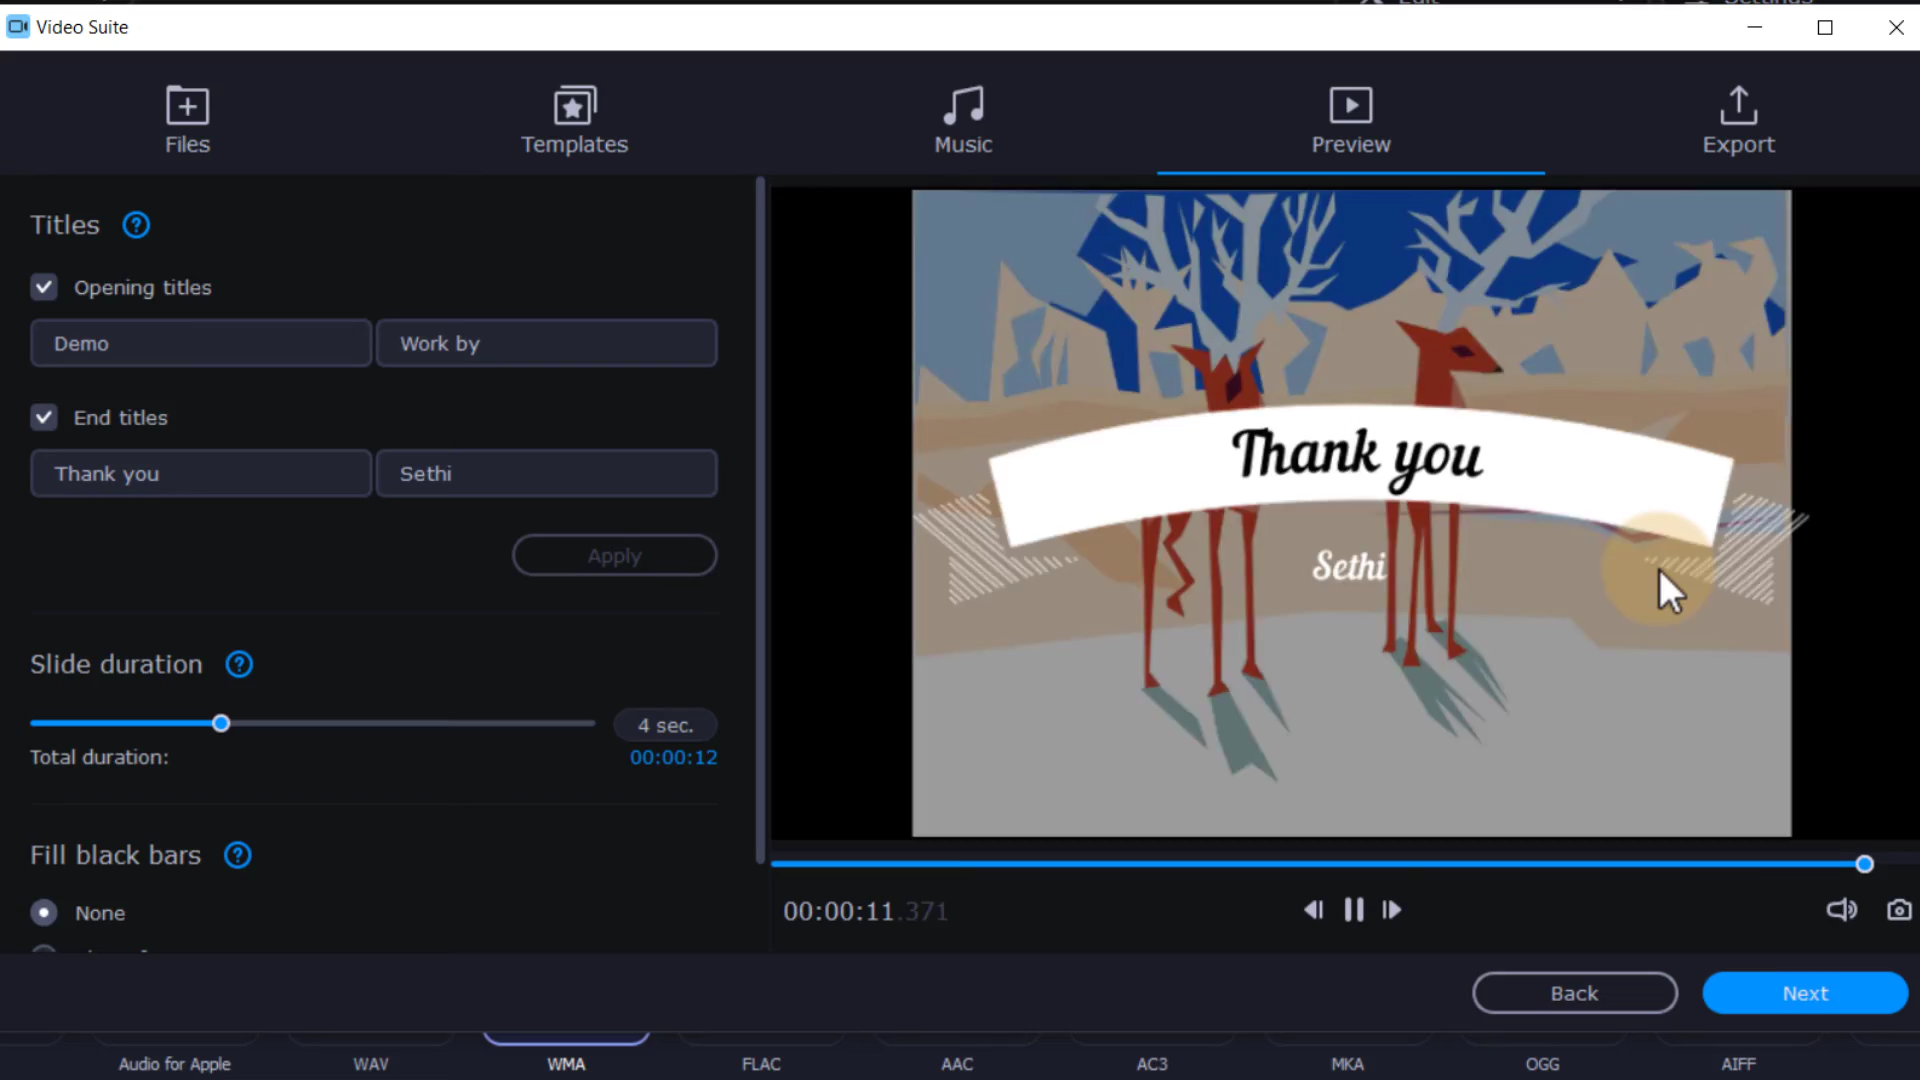 Video Suite
Files
Templates
Music
Preview
Export
Titles ?
Opening titles
Demo
Work by
End titles
Thank you
Sethi
Apply
Slide duration ?
4 sec.
Total duration:
00:00:12
Fill black bars ?
None
Thank you
Sethi
00:00:11.371
Back
Next
Audio for Apple
WAV
WMA
FLAC
AAC
AC3
MKA
OGG
AIFF